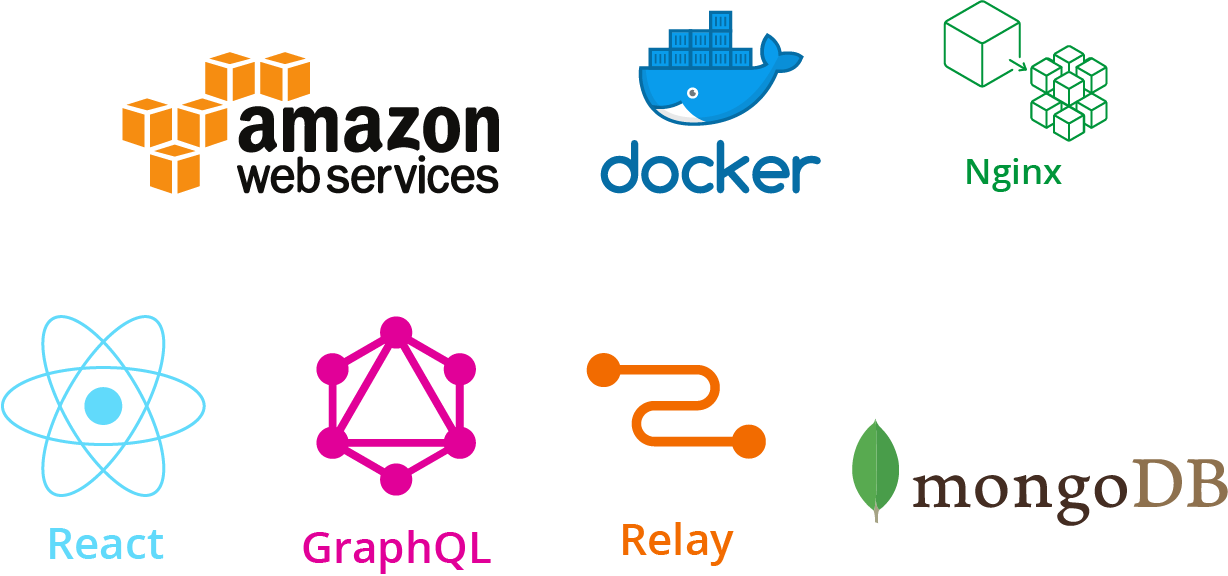 amazon
web services
docker
Nginx
React
GraphQL
Relay
mongoDB